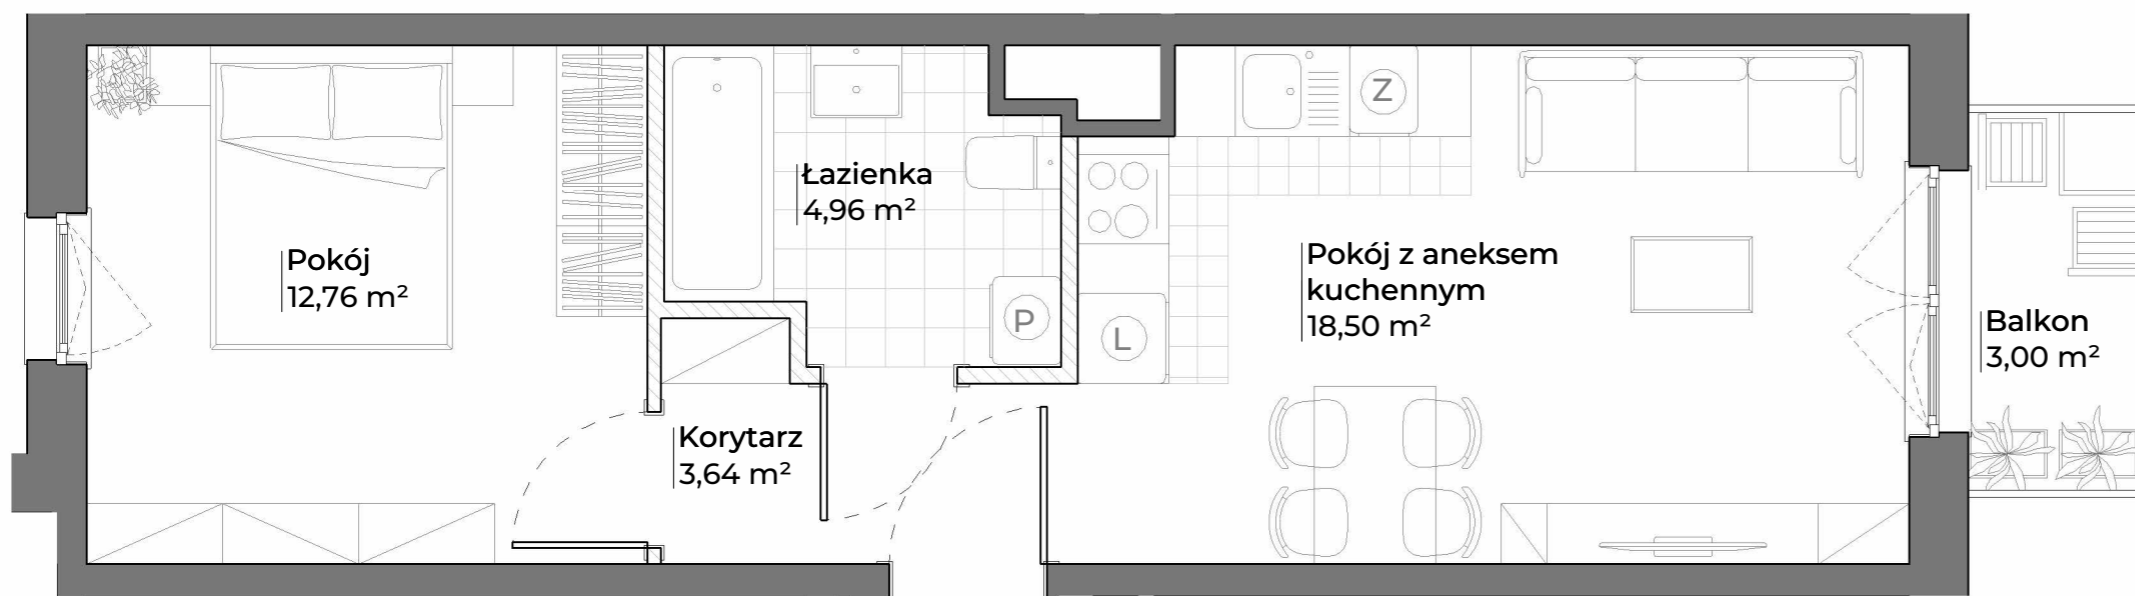 Pokój
12,76 m²
Łazienka
4,96 m²
Korytarz
3,64 m²
P
L
Z
Pokój z aneksem
kuchennym
18,50 m²
Balkon
3,00 m²